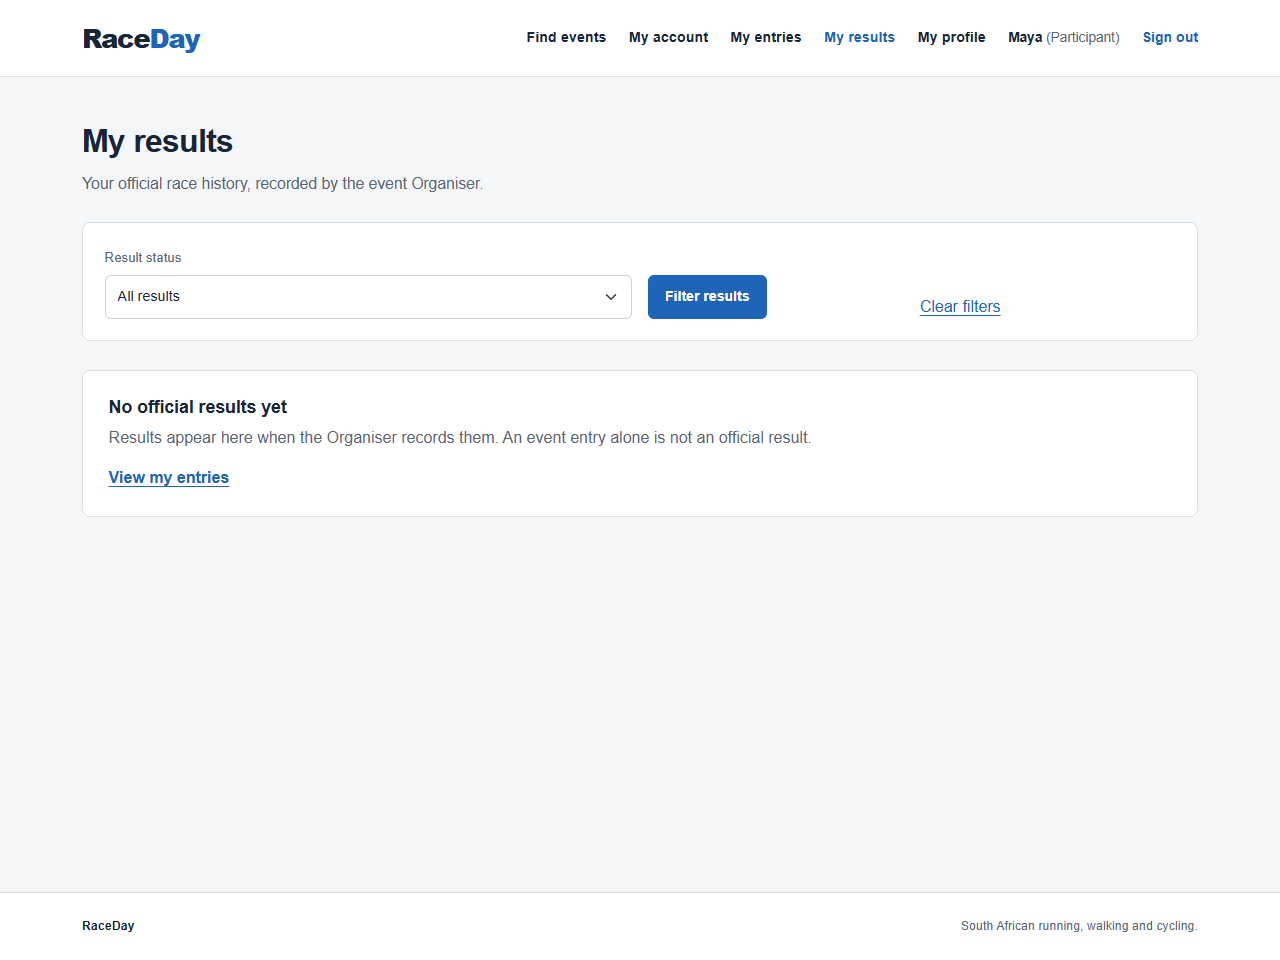 RaceDay
Find events My account My entries My results My profile Maya (Participant) Sign out
My results
Your official race history, recorded by the event Organiser.
Result status
All results
Filter results
Clear filters
No official results yet
Results appear here when the Organiser records them. An event entry alone is not an official result.
View my entries
RaceDay
South African running, walking and cycling.